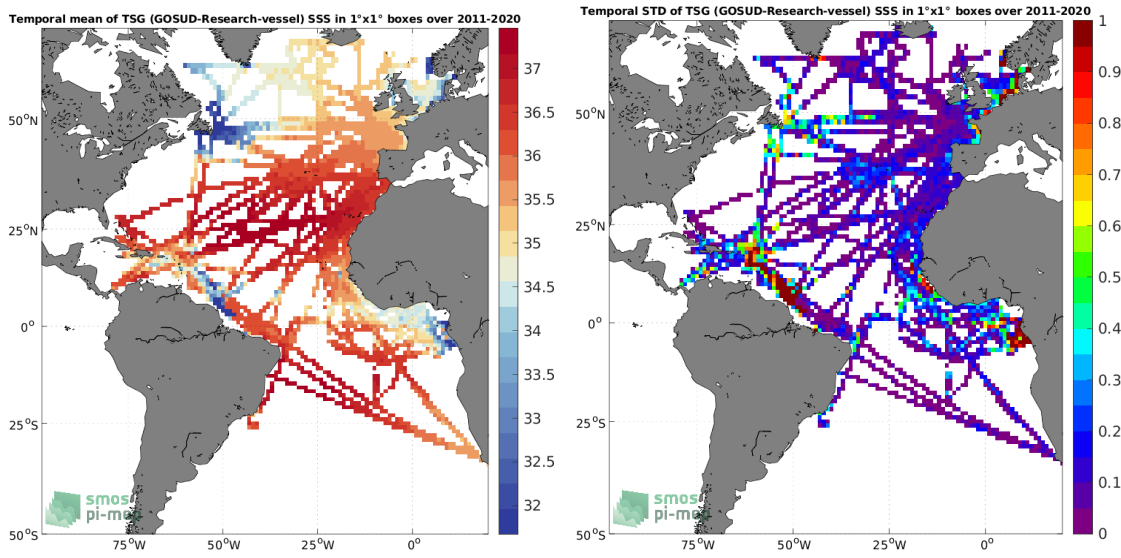 Temporal mean of TSG (GOSUD-Research-vessel) SSS in 1°x1° boxes over 2011-2020
50°N
25°N
0°
25°S
50°S
75°W
50°W
25°W
0°
37
36.5
36
35.5
35
34.5
34
33.5
33
32.5
32
smos
pi-mep
Temporal STD of TSG (GOSUD-Research-vessel) SSS in 1°x1° boxes over 2011-2020
50°N
25°N
0°
25°S
50°S
75°W
50°W
25°W
0°
1
0.9
0.8
0.7
0.6
0.5
0.4
0.3
0.2
0.1
0
smos
pi-mep